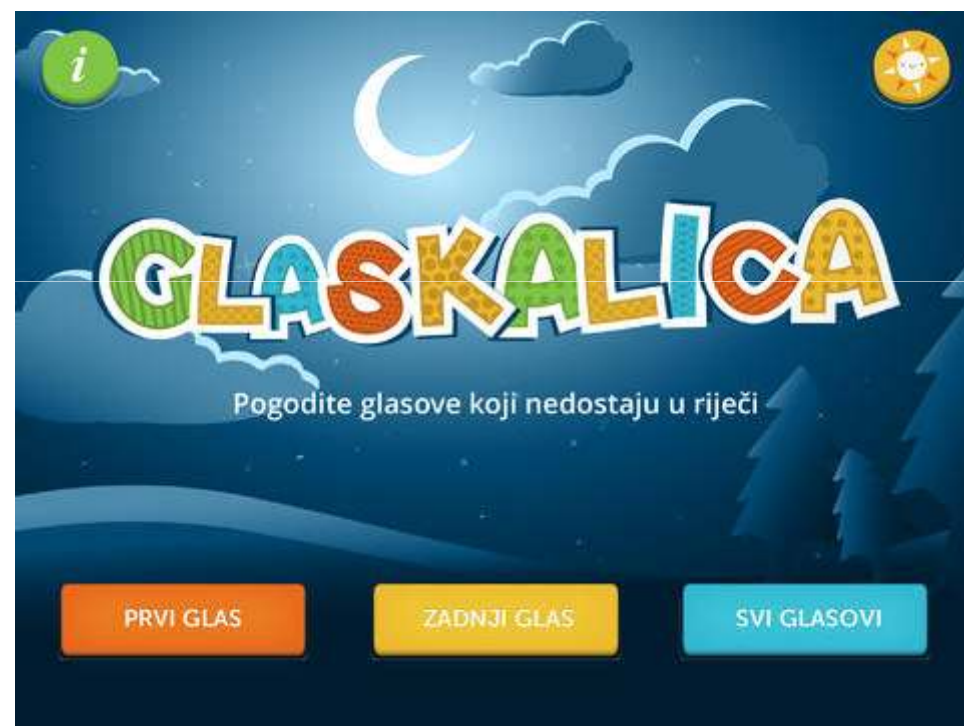 i
GLASKALICA
Pogodite glasove koji nedostaju u riječi
PRVI GLAS
ZADNJI GLAS
SVI GLASOVI